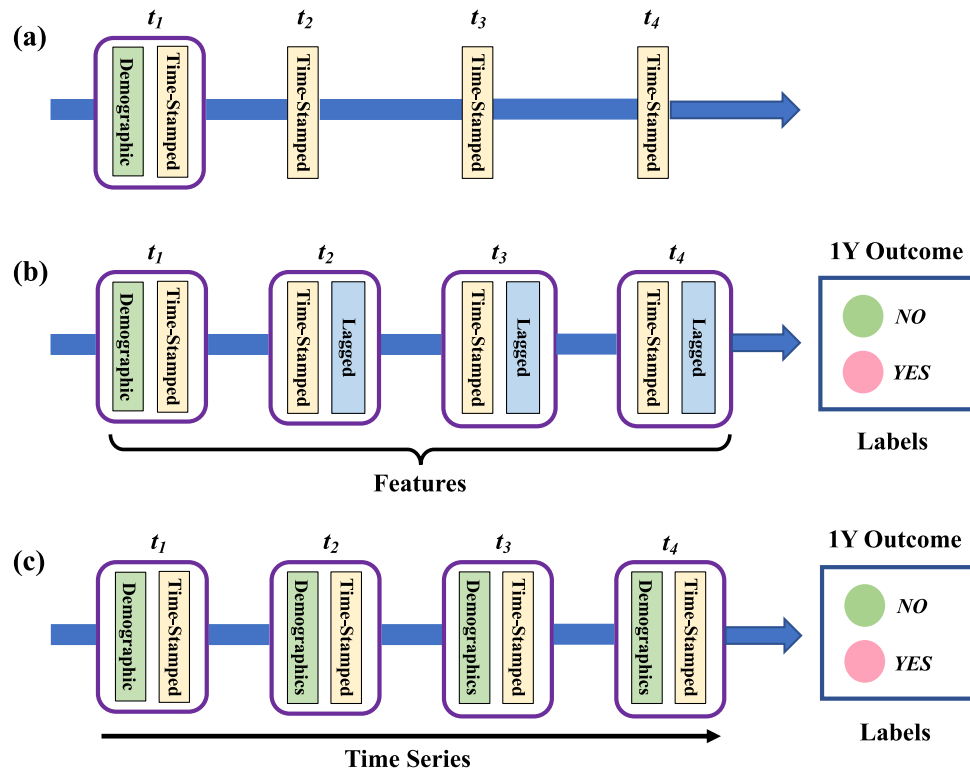 (a)
t1 t2 t3 t4
Demographic
Time-Stamped
Time-Stamped
Time-Stamped
Time-Stamped
(b)
t1 t2 t3 t4
Demographic
Time-Stamped
Time-Stamped
Lagged
Time-Stamped
Lagged
Time-Stamped
Lagged
Features
1Y Outcome
NO
YES
Labels
(c)
t1 t2 t3 t4
Demographic
Time-Stamped
Demographics
Time-Stamped
Demographics
Time-Stamped
Demographics
Time-Stamped
Time Series
1Y Outcome
NO
YES
Labels